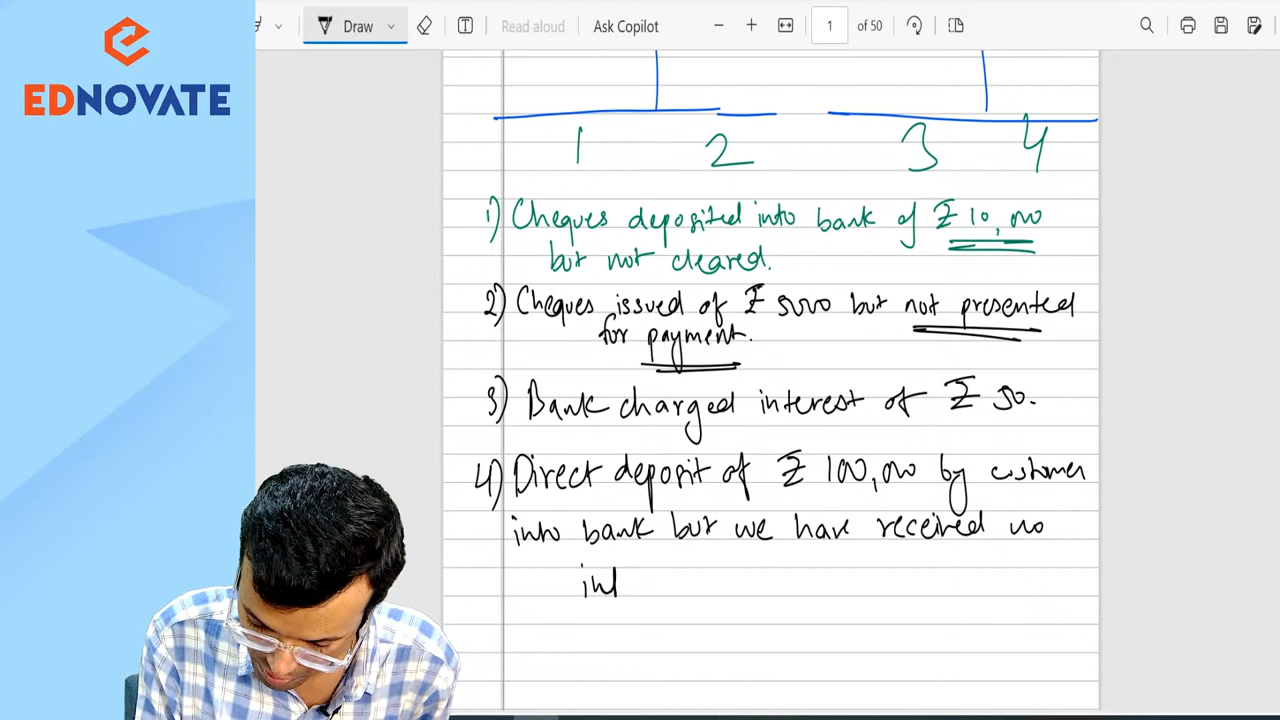 Draw
Read aloud
Ask Copilot
1
of 50
EDNOVATE
1 2 3 4
1) Cheques deposited into bank of ₹ 10,000
but not cleared.
2) Cheques issued of ₹ 5000 but not presented
for payment.
3) Bank charged interest of ₹ 50.
4) Direct deposit of ₹ 100,000 by customer
into bank but we have received no
inf